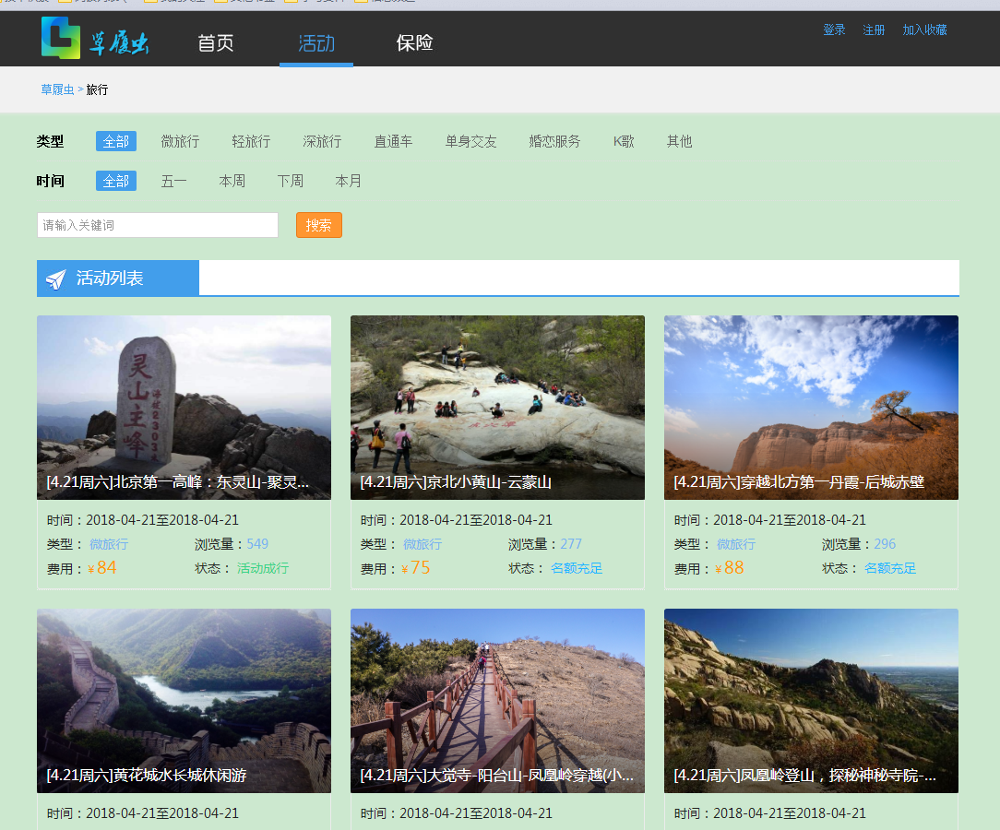 草履虫 首页 活动 保险 登录 注册 加入收藏
草履虫 > 旅行
类型 全部 微旅行 轻旅行 深旅行 直通车 单身交友 婚恋服务 K歌 其他
时间 全部 五一 本周 下周 本月
请输入关键词 搜索
活动列表
灵山主峰
海拔2303米
[4.21周六]北京第一高峰：东灵山-聚灵...
时间：2018-04-21至2018-04-21
类型： 微旅行 浏览量：549
费用：¥84 状态： 活动成行
[4.21周六]京北小黄山-云蒙山
时间：2018-04-21至2018-04-21
类型： 微旅行 浏览量：277
费用：¥75 状态： 名额充足
[4.21周六]穿越北方第一丹霞-后城赤壁
时间：2018-04-21至2018-04-21
类型： 微旅行 浏览量：296
费用：¥88 状态： 名额充足
[4.21周六]黄花城水长城休闲游
时间：2018-04-21至2018-04-21
[4.21周六]大觉寺-阳台山-凤凰岭穿越(小...
时间：2018-04-21至2018-04-21
[4.21周六]凤凰岭登山，探秘神秘寺院-...
时间：2018-04-21至2018-04-21